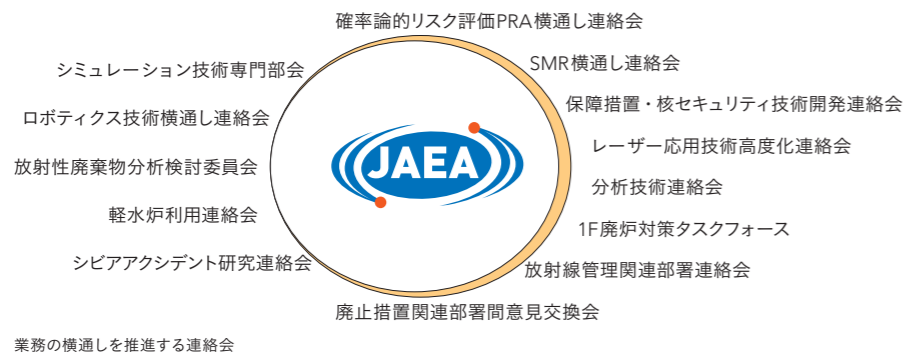 確率論的リスク評価PRA横通し連絡会
シミュレーション技術専門部会
SMR横通し連絡会
ロボティクス技術横通し連絡会
保障措置・核セキュリティ技術開発連絡会
放射性廃棄物分析検討委員会
JAEA
レーザー応用技術高度化連絡会
分析技術連絡会
軽水炉利用連絡会
1F廃炉対策タスクフォース
シビアアクシデント研究連絡会
放射線管理関連部署連絡会
廃止措置関連部署間意見交換会
業務の横通しを推進する連絡会